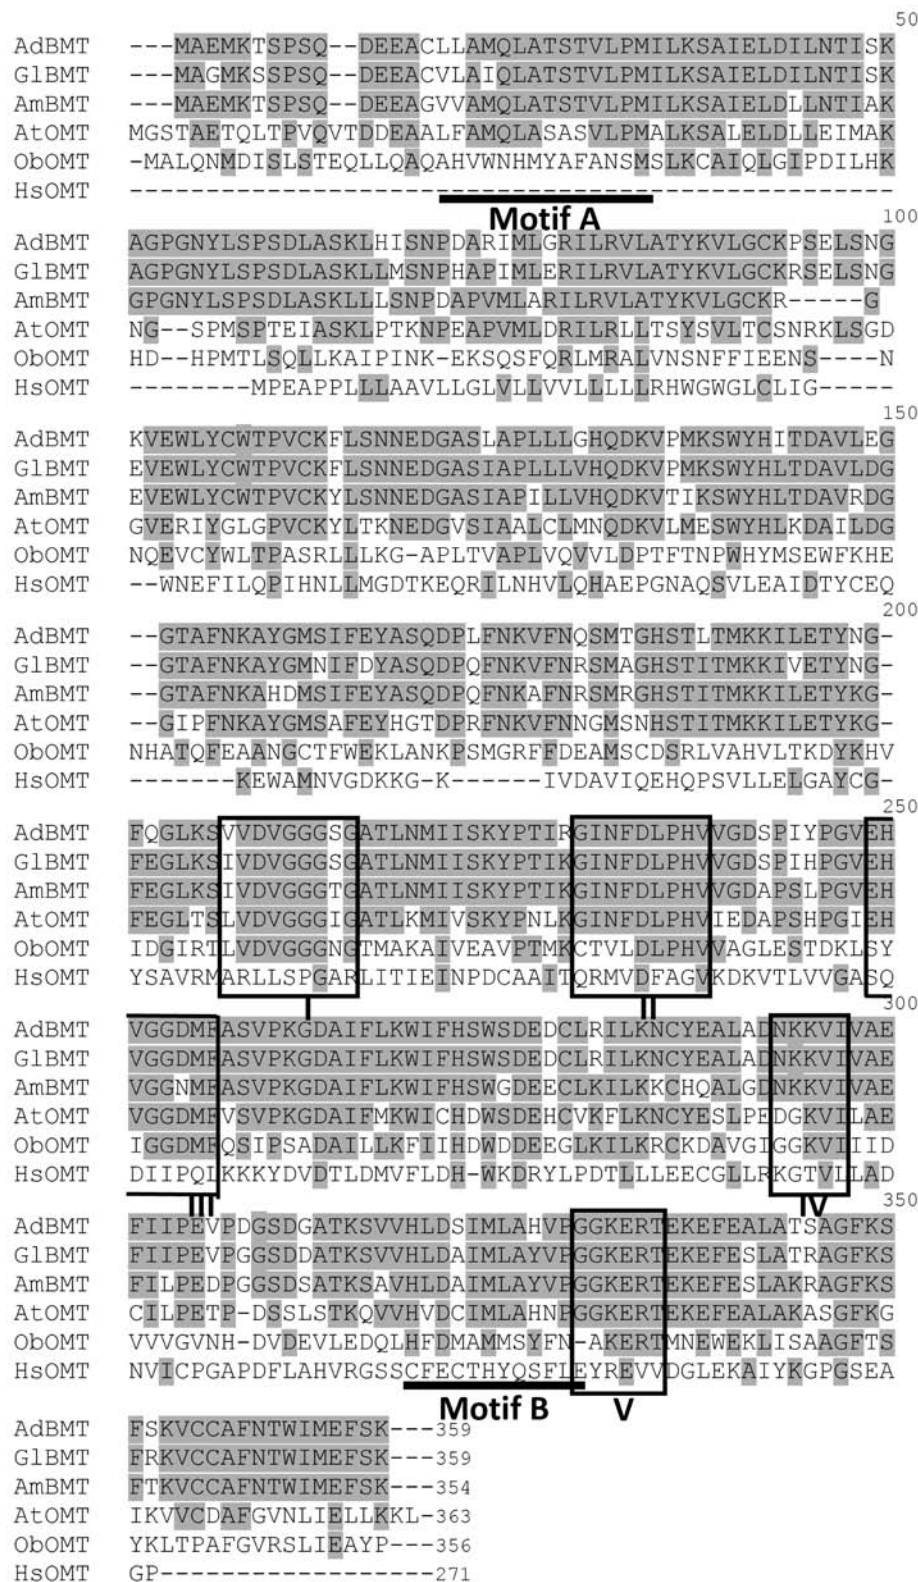 50
AdBMT ---MAEMKTSPSQ--DEEACLLAMQLATSTVLPMILKSAIELDILNTISK
GlBMT ---MAGMKSSPSQ--DEEACVLAIQLATSTVLPMILKSAIELDILNTISK
AmBMT ---MAEMKTSPSQ--DEEAGVVAMQLATSTVLPMILKSAIELDLLNTIAK
AtOMT MGSTAETQLTPVQVTDDEAALFAMQLASASVLPMALKSALELDLLEIMAK
ObOMT -MALQNMDISLSTEQLLQAQAHVWNHMYAFANSMSLKCAIQLGIPDILHK
HsOMT --------------------------------------------------
Motif A
100
AdBMT AGPGNYLSPSDLASKLHISNPDARIMLGRILRVLATYKVLGCKPSELSNG
GlBMT AGPGNYLSPSDLASKLLMSNPHAPIMLERILRVLATYKVLGCKRSELSNG
AmBMT GPGNYLSPSDLASKLLLSNPDAPVMLARILRVLATYKVLGCKR-----G
AtOMT NG--SPMSPTEIASKLPTKNPEAPVMLDRILRLLTSYSVLTCSNRKLSGD
ObOMT HD--HPMTLSQLLKAIPINK-EKSQSFQRLMRALVNSNFFIEENS----N
HsOMT --------MPEAPPLLLAAVLLGLVLLVVLLLLLRHWGWGLCLIG-----
150
AdBMT KVEWLYCWTPVCKFLSNNEDGASLAPLLLGHQDKVPMKSWYHITDAVLEG
GlBMT EVEWLYCWTPVCKFLSNNEDGASIAPLLLVHQDKVPMKSWYHLTDAVLDG
AmBMT EVEWLYCWTPVCKYLSNNEDGASIAPILLVHQDKVTIKSWYHLTDAVRDG
AtOMT GVERIYGLGPVCKYLTKNEDGVSIAALCLMNQDKVLMESWYHLKDAILDG
ObOMT NQEVCYWLTPASRLLLKG-APLTVAPLVQVVLDPTFTNPWHYMSEWFKHE
HsOMT --WNEFILQPIHNLLMGDTKEQRILNHVLQHAEPGNAQSVLEAIDTYCEQ
200
AdBMT --GTAFNKAYGMSIFEYASQDPLFNKVFNQSMTGHSTLTMKKILETYNG-
GlBMT --GTAFNKAYGMNIFDYASQDPQFNKVFNRSMAGHSTITMKKIVETYNG-
AmBMT --GTAFNKAHDMSIFEYASQDPQFNKAFNRSMRGHSTITMKKILETYKG-
AtOMT --GIPFNKAYGMSAFEYHGTDPRFNKVFNNGMSNHSTITMKKILETYKG-
ObOMT NHATQFEAANGCTFWEKLANKPSMGRFFDEAMSCDSRLVAHVLTKDYKHV
HsOMT -------KEWAMNVGDKKG-K------IVDAVIQEHQPSVLLELGAYCG-
250
AdBMT FQGLKSVVDVGGGSGATLNMIISKYPTIRGINFDLPHVVGDSPIYPGVEH
GlBMT FEGLKSIVDVGGGSGATLNMIISKYPTIKGINFDLPHVVGDSPIHPGVEH
AmBMT FEGLKSIVDVGGGTGATLNMIISKYPTIKGINFDLPHVVGDAPSLPGVEH
AtOMT FEGLTSLVDVGGGIGATLKMIVSKYPNLKGINFDLPHVIEDAPSHPGIEH
ObOMT IDGIRTLVDVGGGNGTMAKAIVEAVPTMKCTVLDLPHVVAGLESTDKLSY
HsOMT YSAVRMARLLSPGARLITIEINPDCAAITQRMVDFAGVKDKVTLVVGASQ
I II
300
AdBMT VGGDMFASVPKGDAIFLKWIFHSWSDEDCLRILKNCYEALADNKKVIVAE
GlBMT VGGDMFASVPKGDAIFLKWIFHSWSDEDCLRILKNCYEALADNKKVIVAE
AmBMT VGGNMFASVPKGDAIFLKWIFHSWGDEECLKILKKCHQALGDNKKVIVAE
AtOMT VGGDMFVSVPKGDAIFMKWICHDWSDEHCVKFLKNCYESLPEDGKVILAE
ObOMT IGGDMFQSIPSADAILLKFIIHDWDDEEGLKILKRCKDAVGIGGKVIIID
HsOMT DIIPQIKKKYDVDTLDMVFLDH-WKDRYLPDTLLLEECGLLRKGTVLLAD
III IV
350
AdBMT FIIPEVPDGSDGATKSVVHLDSIMLAHVPGGKERTEKEFEALATSAGFKS
GlBMT FIIPEVPGGSDDATKSVVHLDAIMLAYVPGGKERTEKEFESLATRAGFKS
AmBMT FILPEDPGGSDSATKSAVHLDAIMLAYVPGGKERTEKEFESLAKRAGFKS
AtOMT CILPETP-DSSLSTKQVVHVDCIMLAHNPGGKERTEKEFEALAKASGFKG
ObOMT VVVGVNH-DVDEVLEDQLHFDMAMMSYFN-AKERTMNEWEKLISAAGFTS
HsOMT NVICPGAPDFLAHVRGSSCFECTHYQSFIEYREVVDGLEKAIYKGPGSEA
Motif B V
AdBMT FSKVCCAFNTWIMEFSK---359
GlBMT FRKVCCAFNTWIMEFSK---359
AmBMT FTKVCCAFNTWIMEFSK---354
AtOMT IKVVCDAFGVNLIELLKKL-363
ObOMT YKLTPAFGVRSLIEAYP---356
HsOMT GP------------------271